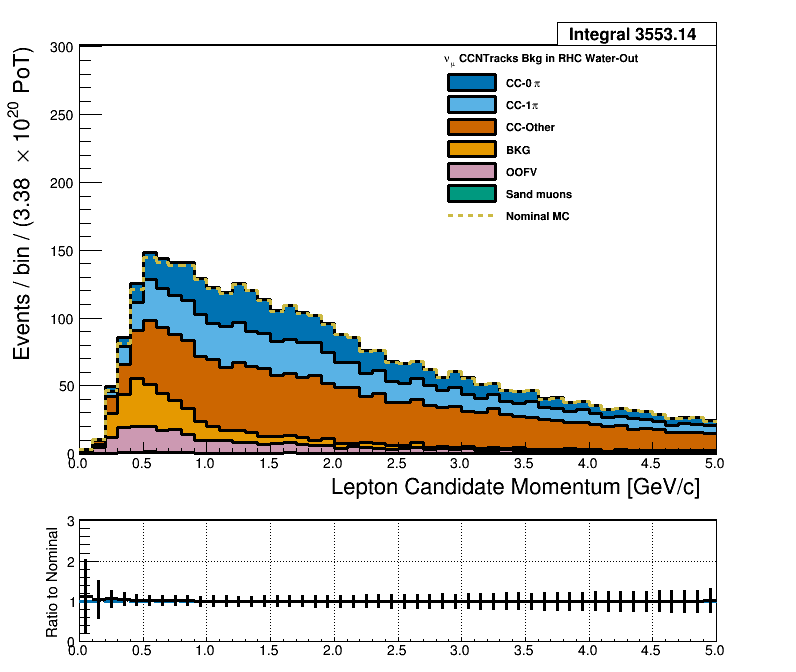 Integral 3553.14
ν_μ CCNTracks Bkg in RHC Water-Out
CC-0 π
CC-1π
CC-Other
BKG
OOFV
Sand muons
Nominal MC
Events / bin / (3.38 × 10^20 PoT)
300
250
200
150
100
50
0
0.0 0.5 1.0 1.5 2.0 2.5 3.0 3.5 4.0 4.5 5.0
Lepton Candidate Momentum [GeV/c]
Ratio to Nominal
3
2
1
0
0.0 0.5 1.0 1.5 2.0 2.5 3.0 3.5 4.0 4.5 5.0